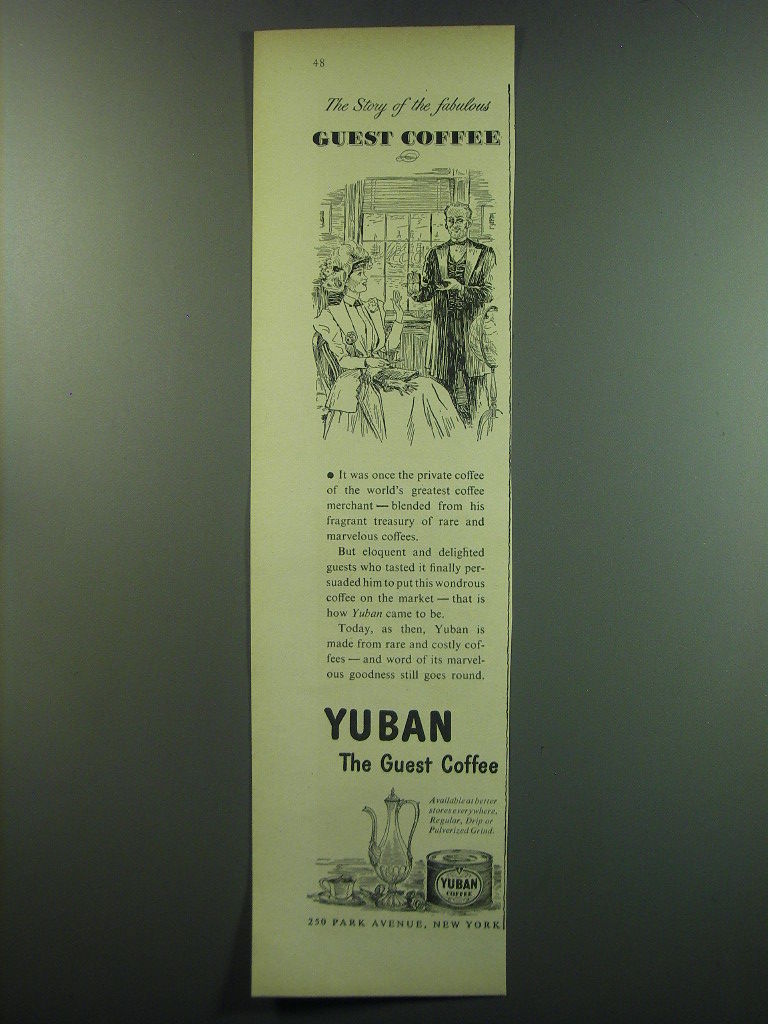 48
The Story of the fabulous
GUEST COFFEE
● It was once the private coffee
of the world's greatest coffee
merchant — blended from his
fragrant treasury of rare and
marvelous coffees.
But eloquent and delighted
guests who tasted it finally per-
suaded him to put this wondrous
coffee on the market — that is
how Yuban came to be.
Today, as then, Yuban is
made from rare and costly cof-
fees — and word of its marvel-
ous goodness still goes round.
YUBAN
The Guest Coffee
Available at better
stores everywhere.
Regular, Drip or
Pulverized Grind.
YUBAN
COFFEE
250 PARK AVENUE, NEW YORK